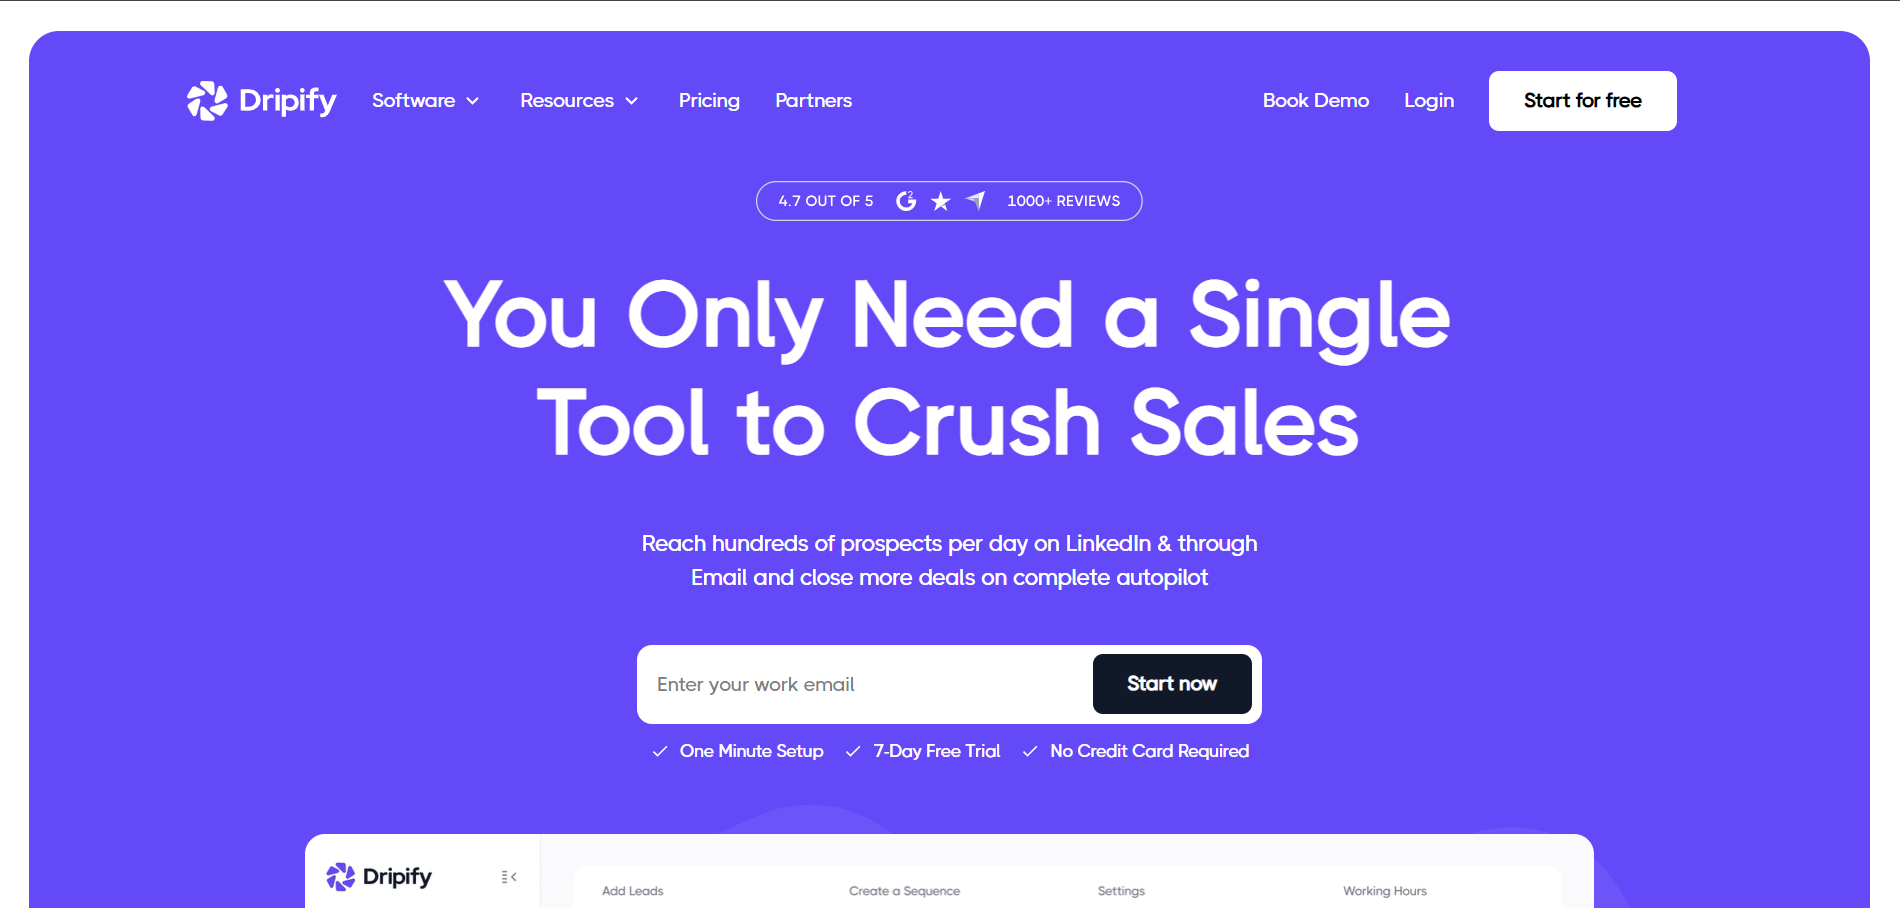 Dripify Software Resources Pricing Partners Book Demo Login Start for free
4.7 OUT OF 5 G2 1000+ REVIEWS
You Only Need a Single
Tool to Crush Sales
Reach hundreds of prospects per day on LinkedIn & through
Email and close more deals on complete autopilot
Enter your work email Start now
One Minute Setup 7-Day Free Trial No Credit Card Required
Dripify
Add Leads Create a Sequence Settings Working Hours